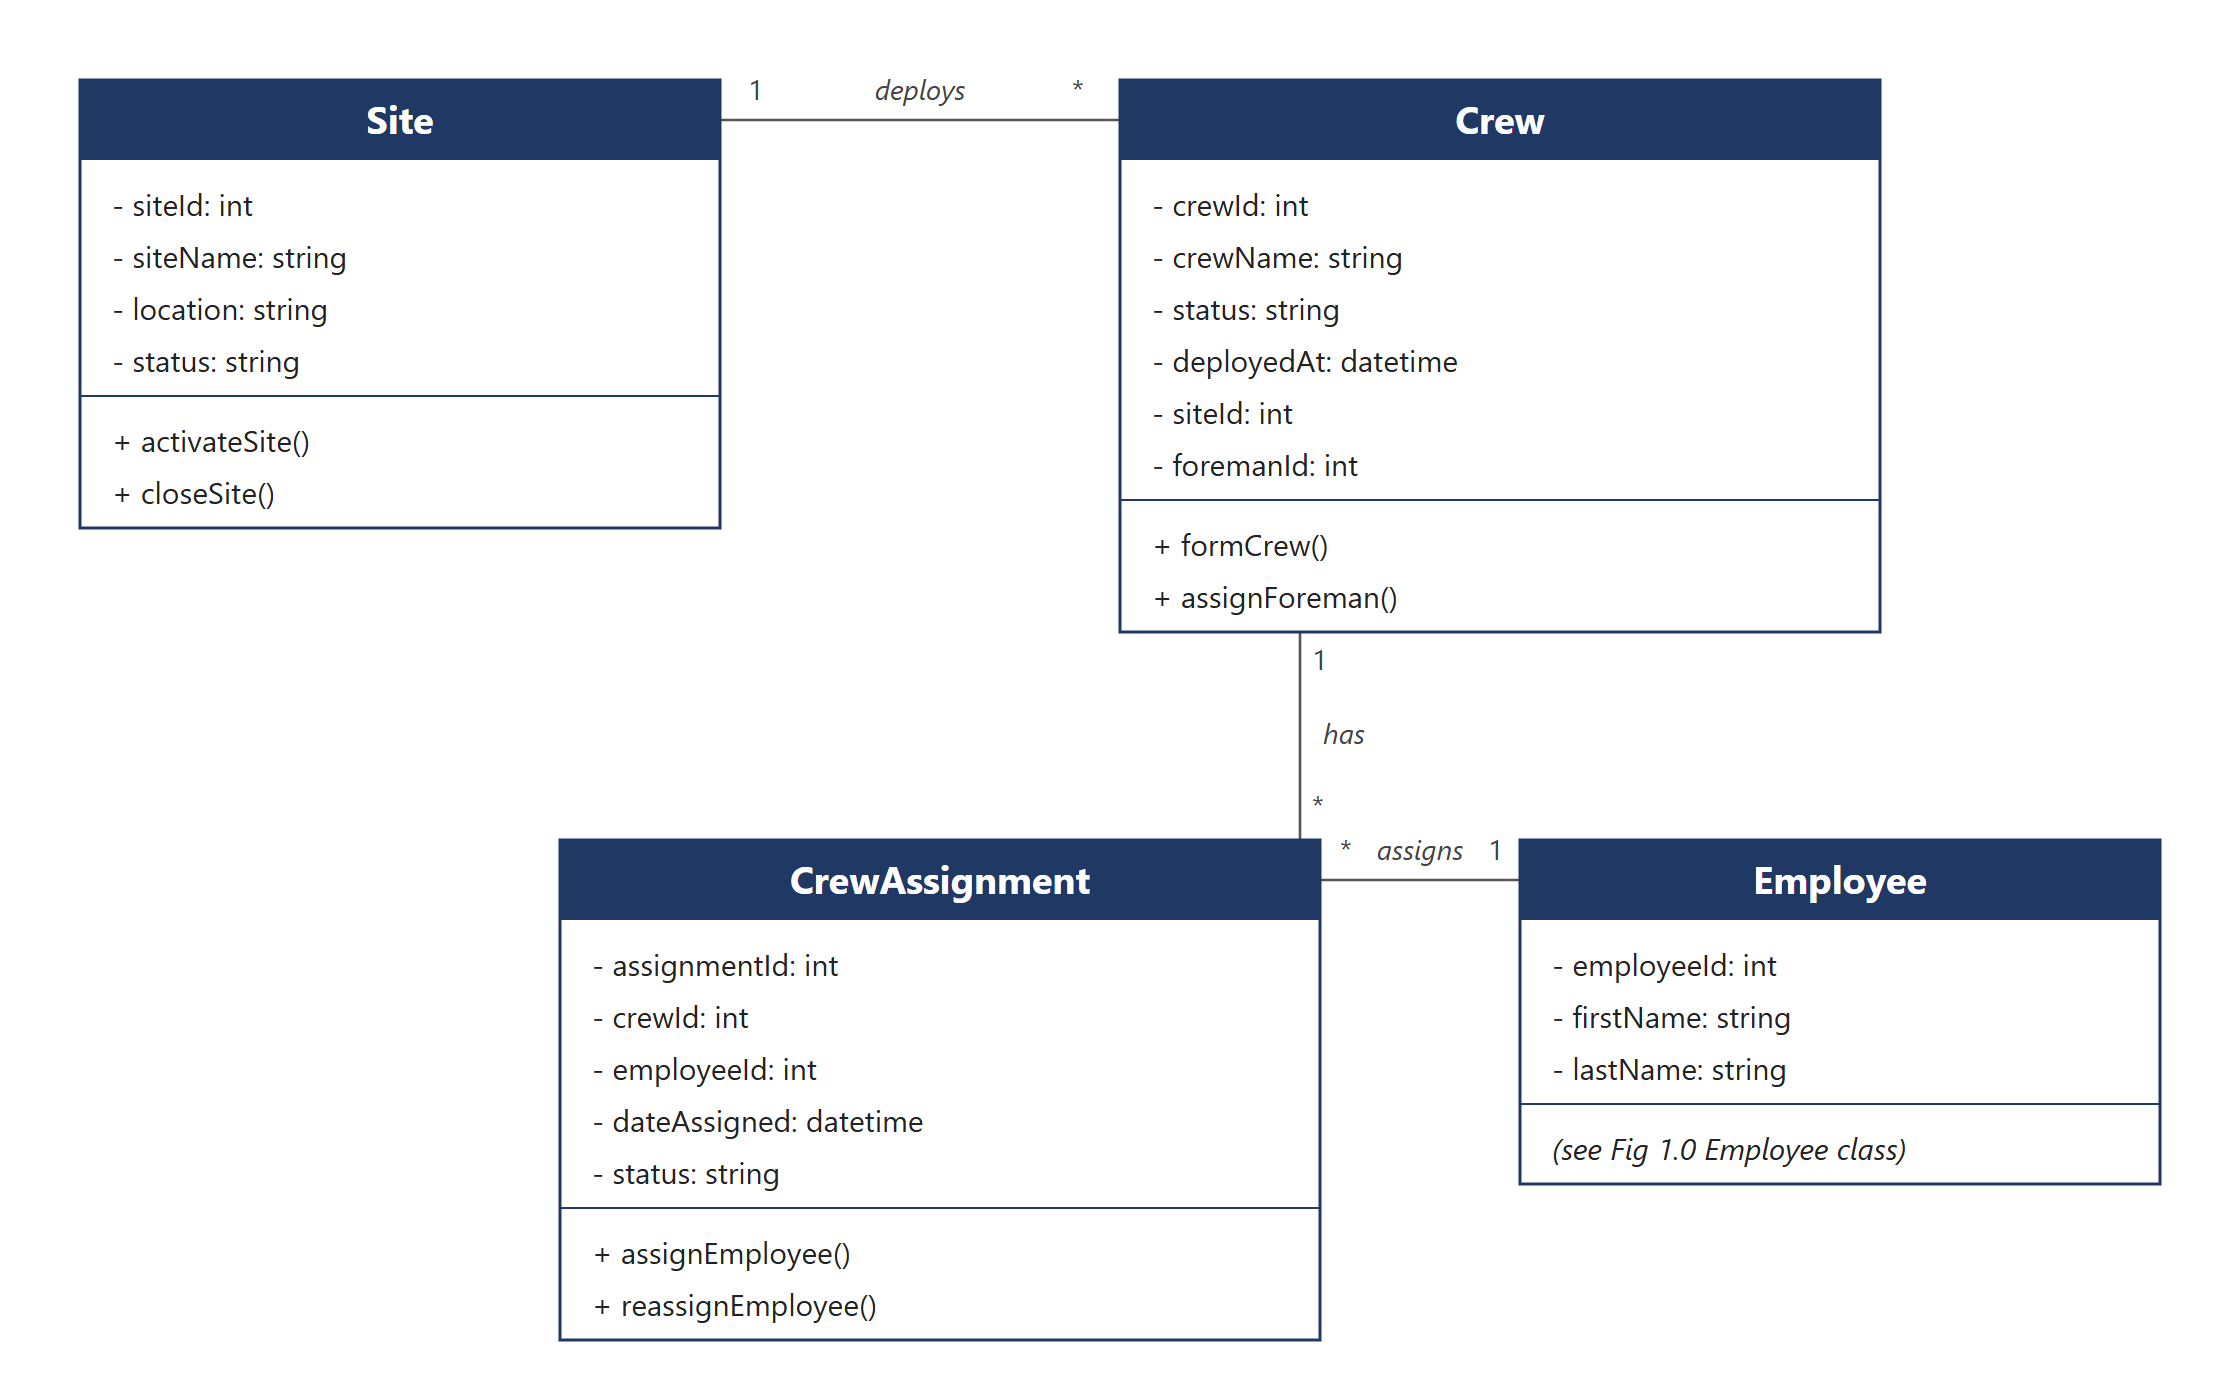 1 deploys *
Site
- siteId: int
- siteName: string
- location: string
- status: string
+ activateSite()
+ closeSite()
Crew
- crewId: int
- crewName: string
- status: string
- deployedAt: datetime
- siteId: int
- foremanId: int
+ formCrew()
+ assignForeman()
1
has
*
* assigns 1
CrewAssignment
- assignmentId: int
- crewId: int
- employeeId: int
- dateAssigned: datetime
- status: string
+ assignEmployee()
+ reassignEmployee()
Employee
- employeeId: int
- firstName: string
- lastName: string
(see Fig 1.0 Employee class)